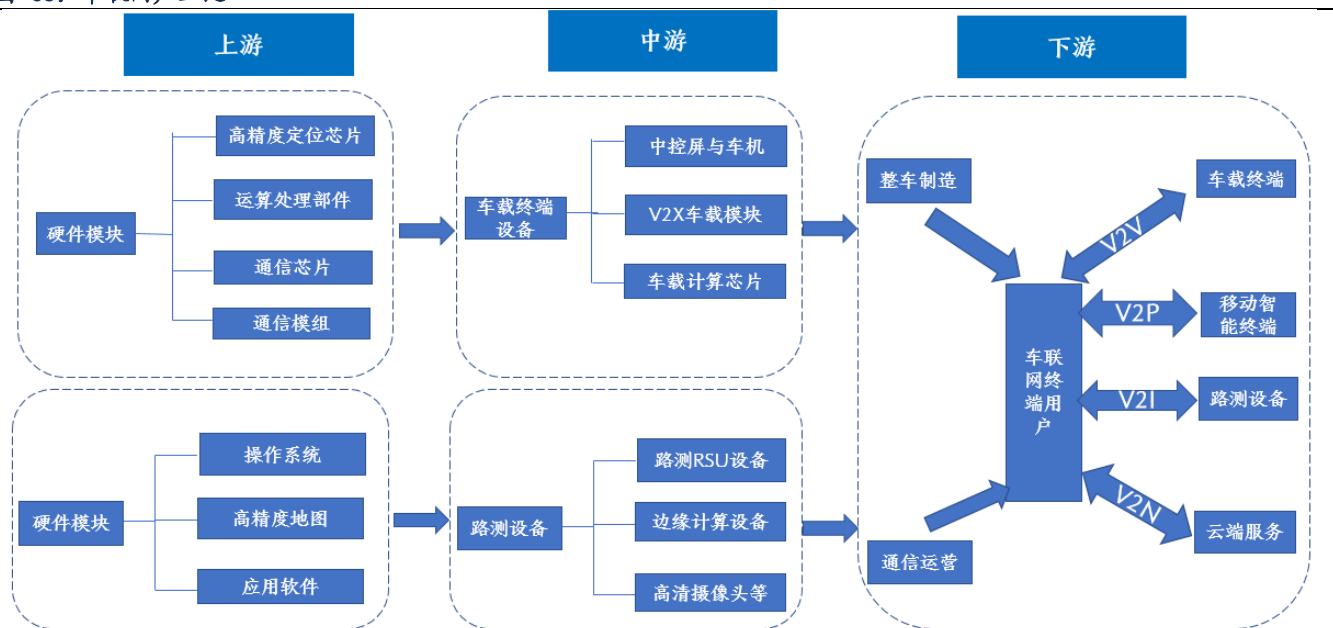 上游
中游
下游
硬件模块
高精度定位芯片
运算处理部件
通信芯片
通信模组
车载终端
设备
中控屏与车机
V2X车载模块
车载计算芯片
硬件模块
操作系统
高精度地图
应用软件
路测设备
路测RSU设备
边缘计算设备
高清摄像头等
整车制造
通信运营
车联
网终
端用
户
V2V
车载终端
V2P
移动智
能终端
V2I
路测设备
V2N
云端服务